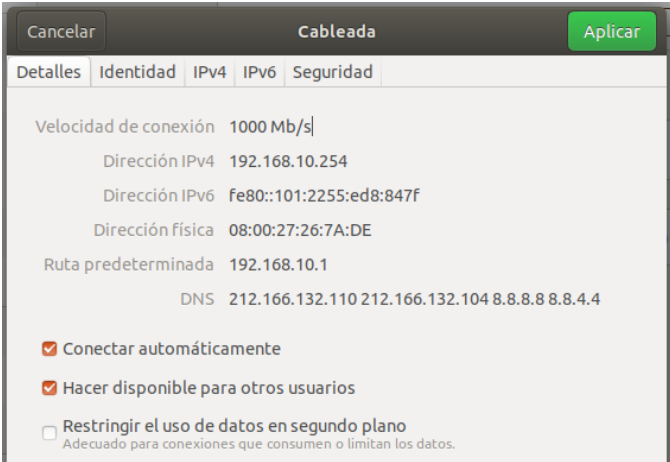 Cancelar Cableada Aplicar
Detalles Identidad IPv4 IPv6 Seguridad
Velocidad de conexión 1000 Mb/s
Dirección IPv4 192.168.10.254
Dirección IPv6 fe80::101:2255:ed8:847f
Dirección física 08:00:27:26:7A:DE
Ruta predeterminada 192.168.10.1
DNS 212.166.132.110 212.166.132.104 8.8.8.8 8.8.4.4
Conectar automáticamente
Hacer disponible para otros usuarios
Restringir el uso de datos en segundo plano
Adecuado para conexiones que consumen o limitan los datos.